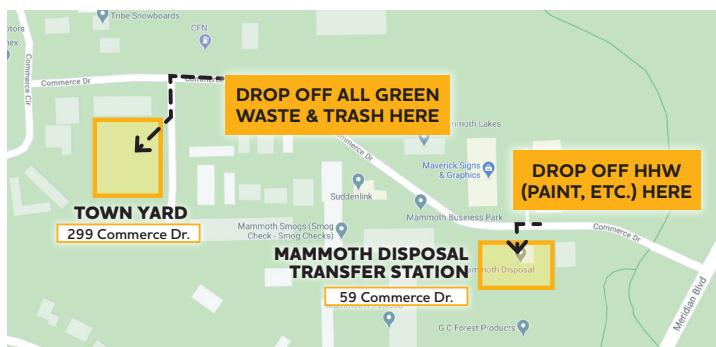 Tribe Snowboards
CFN
Commerce Dr
Commerce Cir
DROP OFF ALL GREEN
WASTE & TRASH HERE
Commerce Dr
Maverick Signs
& Graphics
DROP OFF HHW
(PAINT, ETC.) HERE
Suddenlink
TOWN YARD
299 Commerce Dr.
Mammoth Smogs (Smog
Check - Smog Checks)
Mammoth Business Park
Commerce Dr
MAMMOTH DISPOSAL
TRANSFER STATION
59 Commerce Dr.
Mammoth Disposal
Meridian Blvd
G C Forest Products